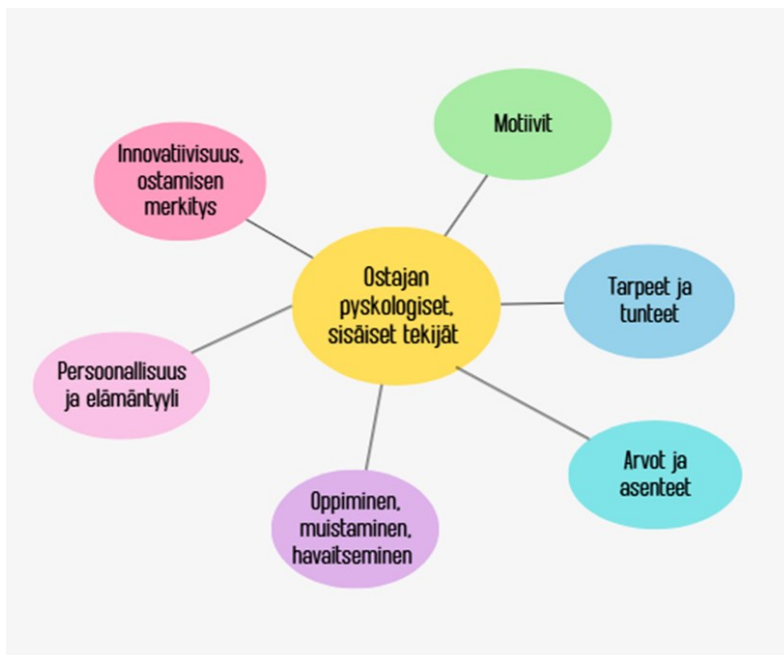 Motiivit
Innovatiivisuus,
ostamisen
merkitys
Ostajan
pyskologiset,
sisäiset tekijät
Tarpeet ja
tunteet
Persoonallisuus
ja elämäntyyli
Arvot ja
asenteet
Oppiminen,
muistaminen,
havaitseminen